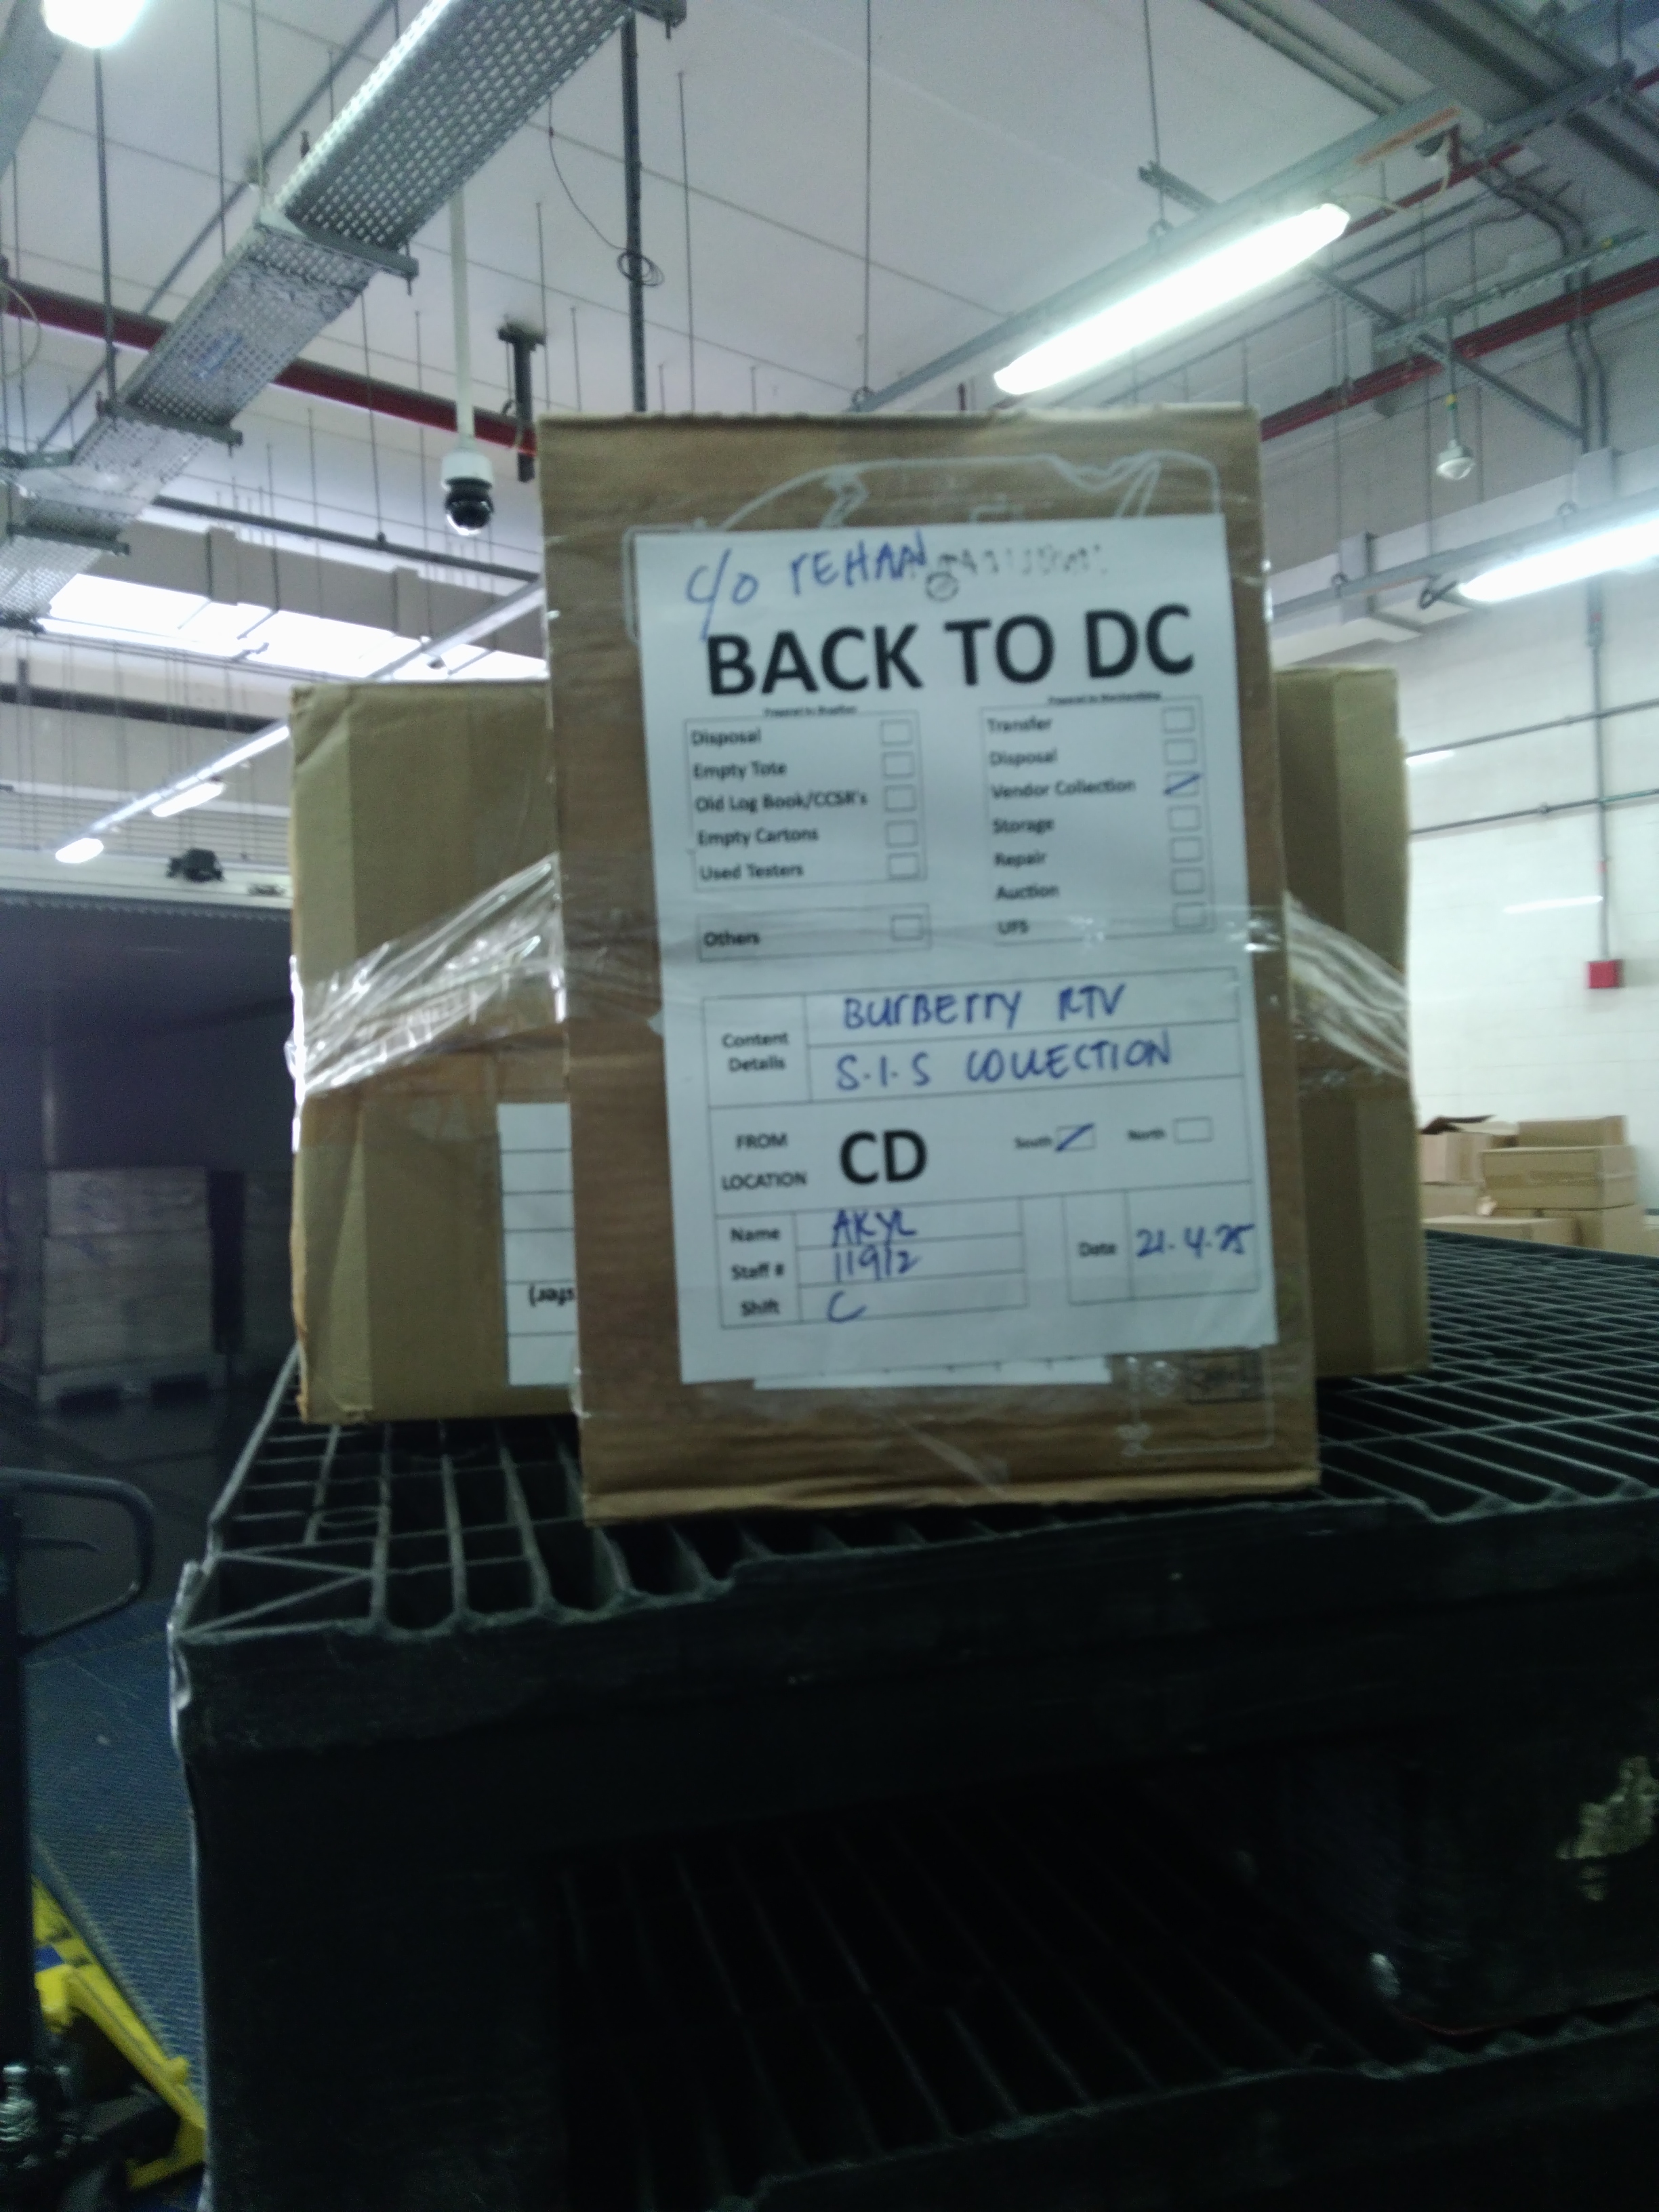 c/o rEHAN
BACK TO DC
Disposal
Empty Tote
Old Log Book/CCSR's
Empty Cartons
Used Testers
Others
Transfer
Disposal
Vendor Collection
Storage
Repair
Auction
UFS
Content Details
BUrBErry RTV
S.I.S COLLECTION
FROM LOCATION
CD
South
North
Name
AKYL
Staff #
11912
Shift
C
Date
21.4.25